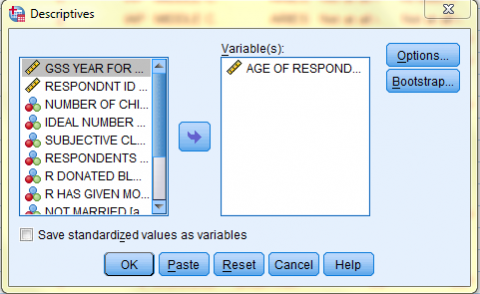 Descriptives
Variable(s):
GSS YEAR FOR ...
RESPONDNT ID ...
NUMBER OF CHI...
IDEAL NUMBER ...
SUBJECTIVE CL...
RESPONDENTS ...
R DONATED BL...
R HAS GIVEN MO...
NOT MARRIED [a
AGE OF RESPOND...
Options...
Bootstrap...
Save standardized values as variables
OK Paste Reset Cancel Help